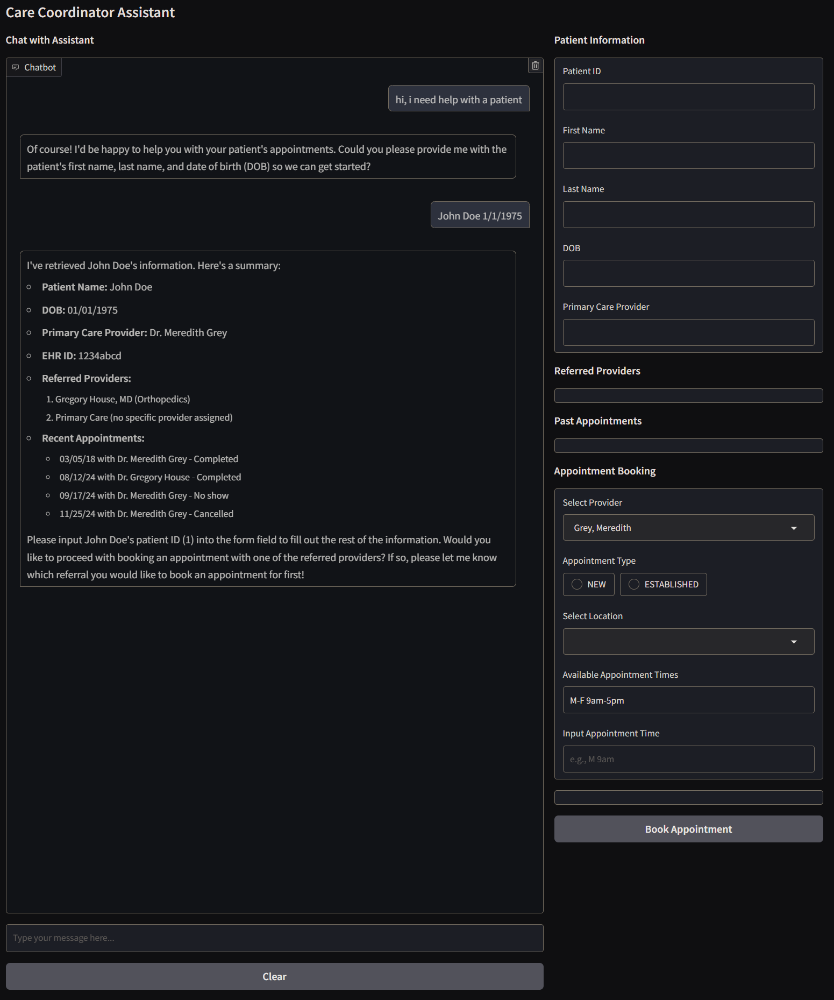 Care Coordinator Assistant
Chat with Assistant
Chatbot
hi, i need help with a patient
Of course! I'd be happy to help you with your patient's appointments. Could you please provide me with the
patient's first name, last name, and date of birth (DOB) so we can get started?
John Doe 1/1/1975
I've retrieved John Doe's information. Here's a summary:
Patient Name: John Doe
DOB: 01/01/1975
Primary Care Provider: Dr. Meredith Grey
EHR ID: 1234abcd
Referred Providers:
1. Gregory House, MD (Orthopedics)
2. Primary Care (no specific provider assigned)
Recent Appointments:
03/05/18 with Dr. Meredith Grey - Completed
08/12/24 with Dr. Gregory House - Completed
09/17/24 with Dr. Meredith Grey - No show
11/25/24 with Dr. Meredith Grey - Cancelled
Please input John Doe's patient ID (1) into the form field to fill out the rest of the information. Would you
like to proceed with booking an appointment with one of the referred providers? If so, please let me know
which referral you would like to book an appointment for first!
Type your message here...
Clear
Patient Information
Patient ID
First Name
Last Name
DOB
Primary Care Provider
Referred Providers
Past Appointments
Appointment Booking
Select Provider
Grey, Meredith
Appointment Type
NEW
ESTABLISHED
Select Location
Available Appointment Times
M-F 9am-5pm
Input Appointment Time
e.g., M 9am
Book Appointment